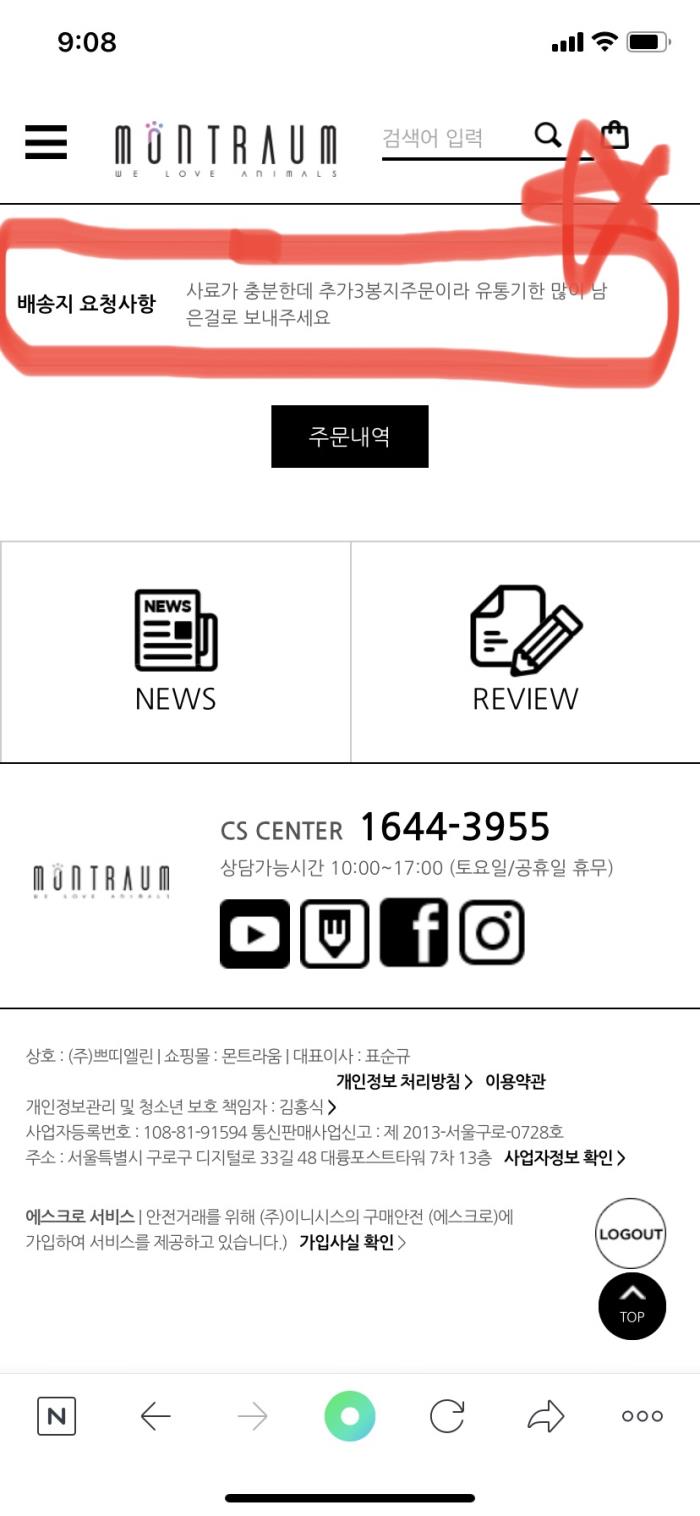 9:08
MONTRAUM
WE LOVE ANIMALS
검색어 입력
배송지 요청사항
사료가 충분한데 추가3봉지주문이라 유통기한 많이 남
은걸로 보내주세요
주문내역
NEWS
NEWS
REVIEW
CS CENTER 1644-3955
상담가능시간 10:00~17:00 (토요일/공휴일 휴무)
MONTRAUM
WE LOVE ANIMALS
상호 : (주)쁘띠엘린 | 쇼핑몰 : 몬트라움 | 대표이사 : 표순규
개인정보 처리방침 > 이용약관
개인정보관리 및 청소년 보호 책임자 : 김홍식 >
사업자등록번호 : 108-81-91594 통신판매사업신고 : 제 2013-서울구로-0728호
주소 : 서울특별시 구로구 디지털로 33길 48 대륭포스트타워 7차 13층 사업자정보 확인 >
에스크로 서비스 | 안전거래를 위해 (주)이니시스의 구매안전 (에스크로)에
가입하여 서비스를 제공하고 있습니다.) 가입사실 확인 >
LOGOUT
TOP
N